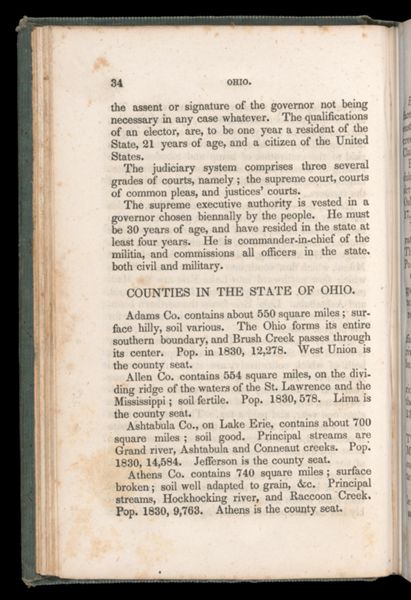 34
OHIO.
the assent or signature of the governor not being
necessary in any case whatever. The qualifications
of an elector, are, to be one year a resident of the
State, 21 years of age, and a citizen of the United
States.
The judiciary system comprises three several
grades of courts, namely ; the supreme court, courts
of common pleas, and justices' courts.
The supreme executive authority is vested in a
governor chosen biennally by the people. He must
be 30 years of age, and have resided in the state at
least four years. He is commander-in-chief of the
militia, and commissions all officers in the state.
both civil and military.
COUNTIES IN THE STATE OF OHIO.
Adams Co. contains about 550 square miles ; sur-
face hilly, soil various. The Ohio forms its entire
southern boundary, and Brush Creek passes through
its center. Pop. in 1830, 12,278. West Union is
the county seat.
Allen Co. contains 554 square miles, on the divi-
ding ridge of the waters of the St. Lawrence and the
Mississippi ; soil fertile. Pop. 1830, 578. Lima is
the county seat.
Ashtabula Co., on Lake Erie, contains about 700
square miles ; soil good. Principal streams are
Grand river, Ashtabula and Conneaut creeks. Pop.
1830, 14,584. Jefferson is the county seat.
Athens Co. contains 740 square miles ; surface
broken ; soil well adapted to grain, &c. Principal
streams, Hockhocking river, and Raccoon Creek.
Pop. 1830, 9,763. Athens is the county seat.